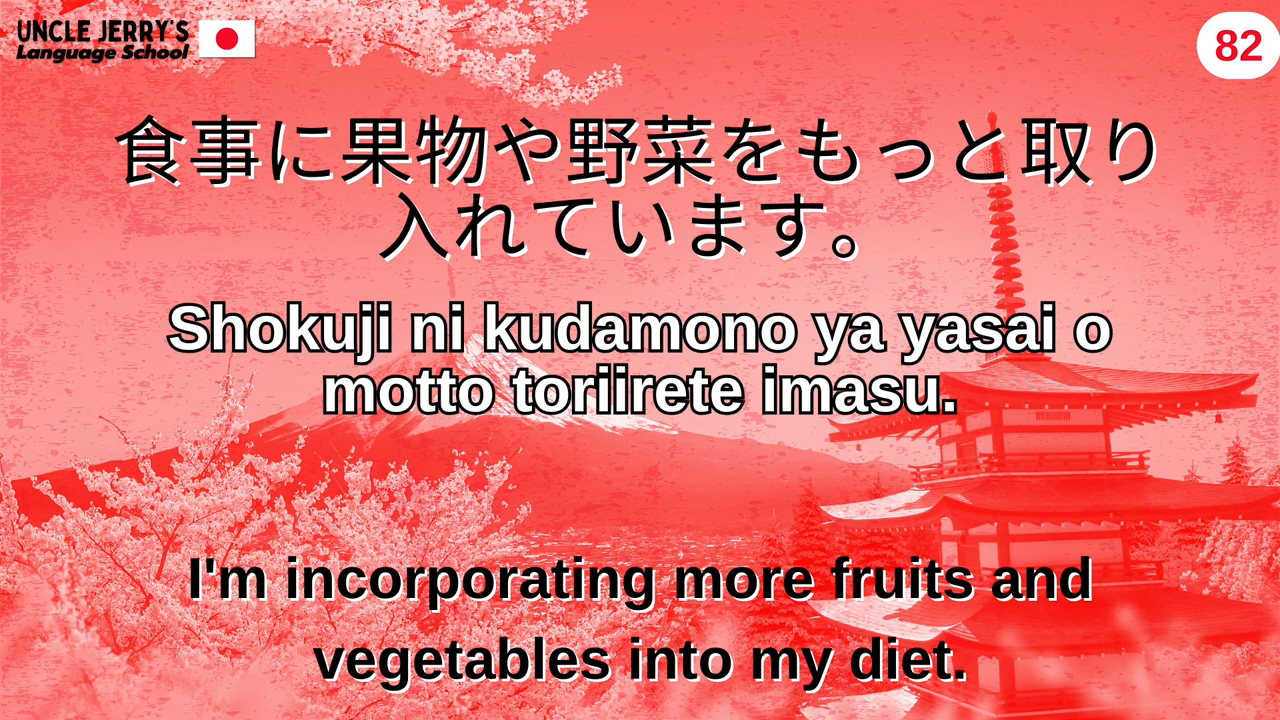 UNCLE JERRY'S
Language School
82
食事に果物や野菜をもっと取り
入れています。
Shokuji ni kudamono ya yasai o
motto toriirete imasu.
I'm incorporating more fruits and
vegetables into my diet.